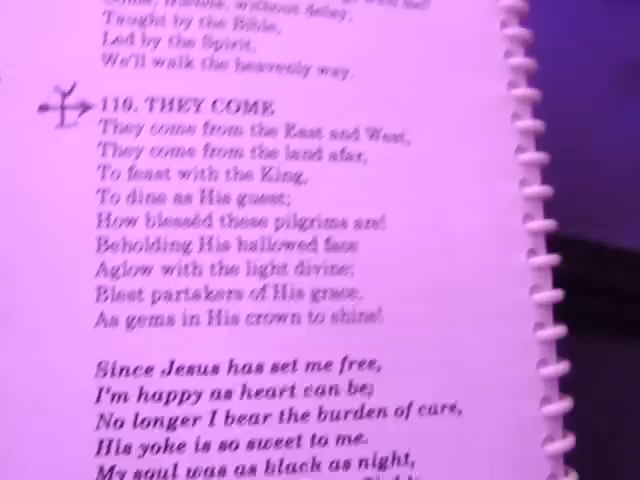 without delay,
Taught by the Bible,
Led by the Spirit,
We'll walk the heavenly way.
110. THEY COME
They come from the East and West,
They come from the land afar,
To feast with the King,
To dine as His guest;
How blessèd these pilgrims are!
Beholding His hallowed face
Aglow with the light divine;
Blest partakers of His grace,
As gems in His crown to shine!
Since Jesus has set me free,
I'm happy as heart can be;
No longer I bear the burden of care,
His yoke is so sweet to me.
My soul was as black as night,